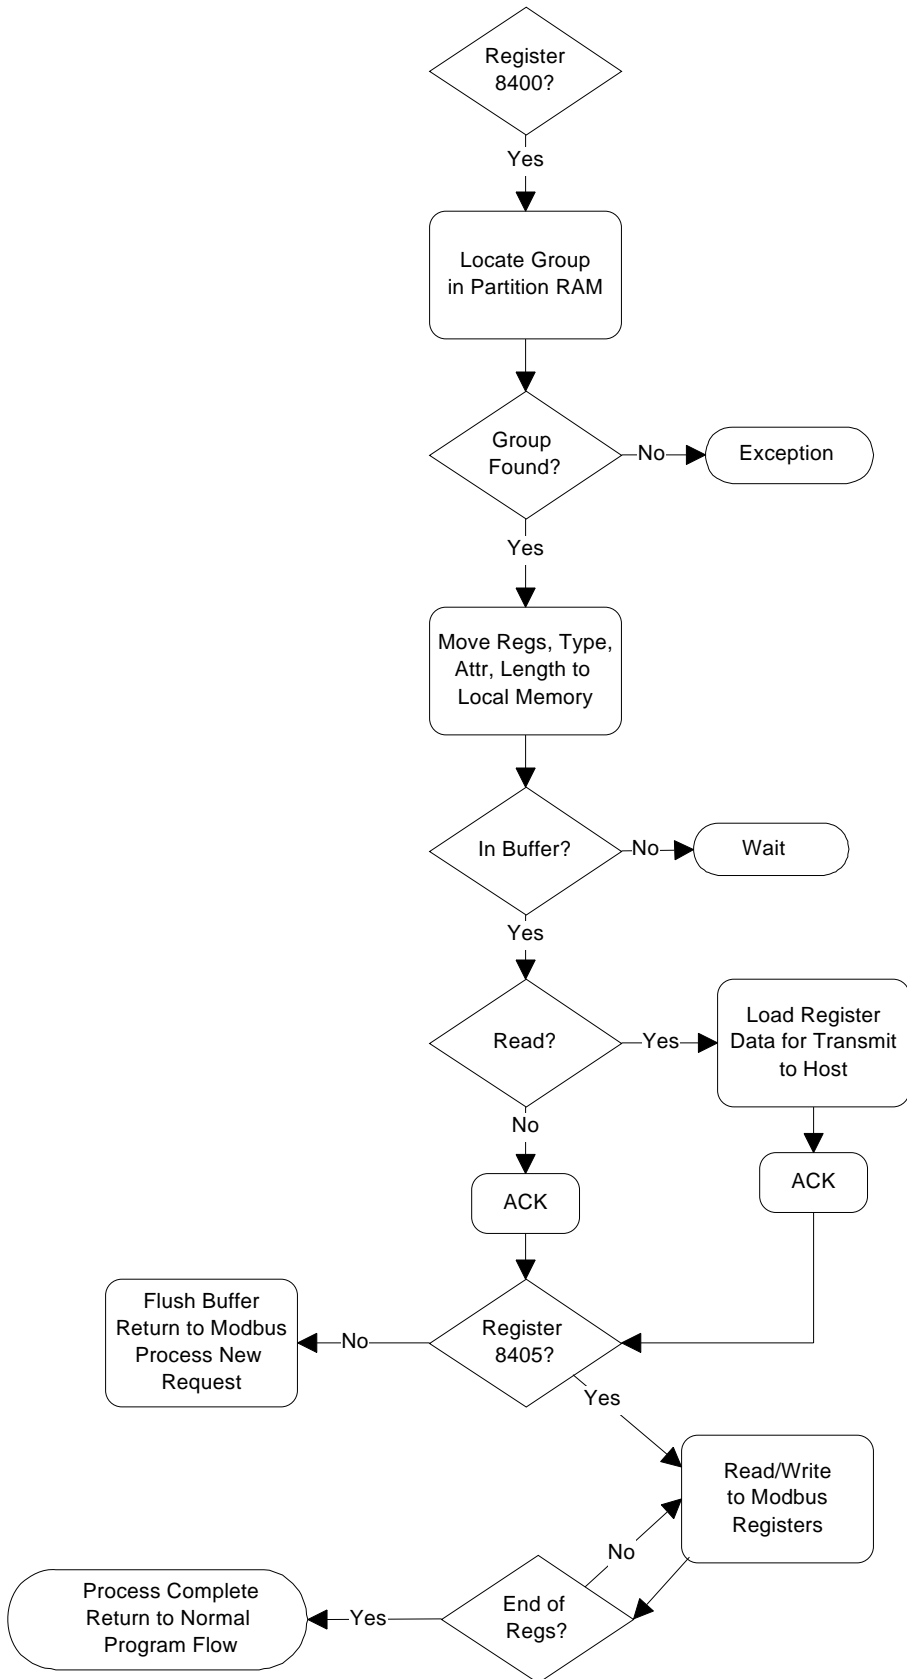 Register
8400?
Yes
Locate Group
in Partition RAM
Group
Found?
No
Exception
Yes
Move Regs, Type,
Attr, Length to
Local Memory
In Buffer?
No
Wait
Yes
Read?
Yes
Load Register
Data for Transmit
to Host
No
ACK
ACK
Flush Buffer
Return to Modbus
Process New
Request
No
Register
8405?
Yes
Read/Write
to Modbus
Registers
No
Process Complete
Return to Normal
Program Flow
Yes
End of
Regs?